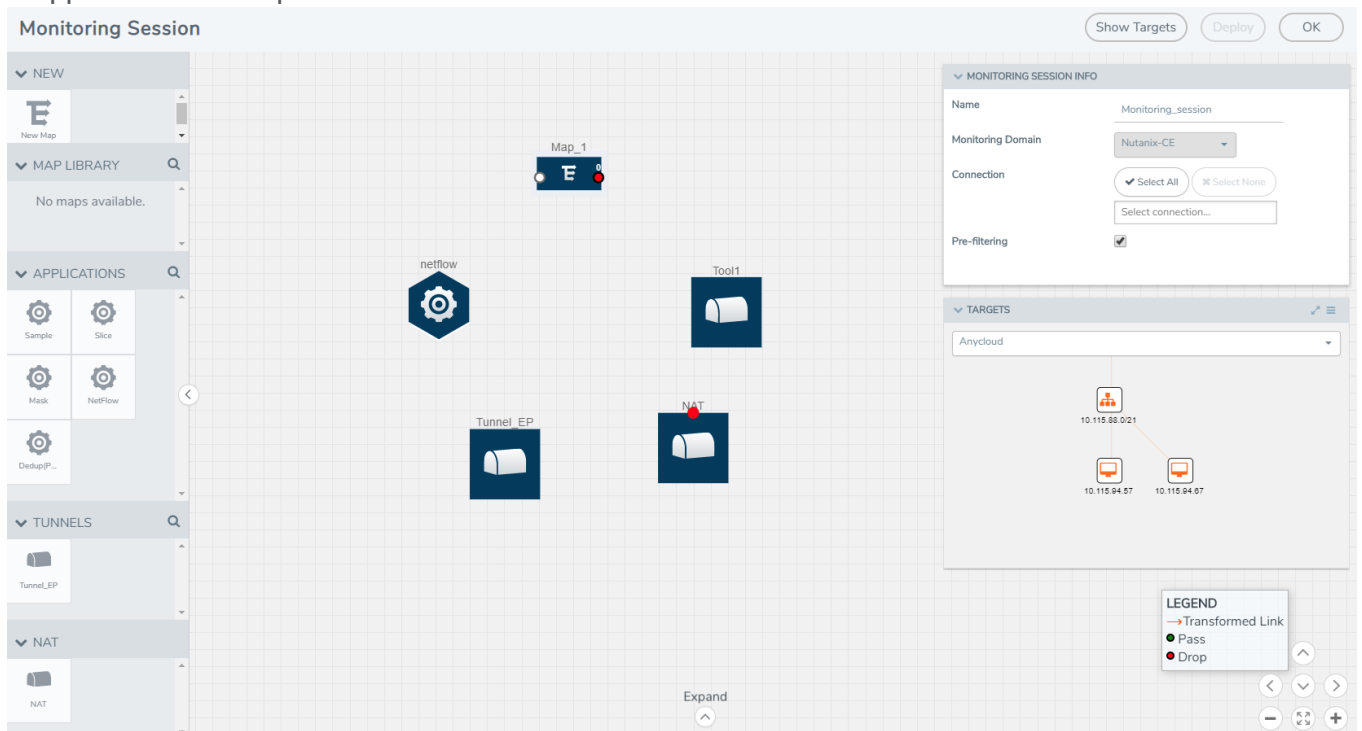 Monitoring Session
Show Targets
Deploy
OK
NEW
New Map
MAP LIBRARY
No maps available.
APPLICATIONS
Sample
Slice
Mask
NetFlow
Dedup(P...
TUNNELS
Tunnel_EP
NAT
NAT
Map_1
0
netflow
Tool1
Tunnel_EP
NAT
Expand
MONITORING SESSION INFO
Name
Monitoring_session
Monitoring Domain
Nutanix-CE
Connection
Select All
Select None
Select connection...
Pre-filtering
TARGETS
Anycloud
10.115.88.0/21
10.115.94.57
10.115.94.67
LEGEND
Transformed Link
Pass
Drop